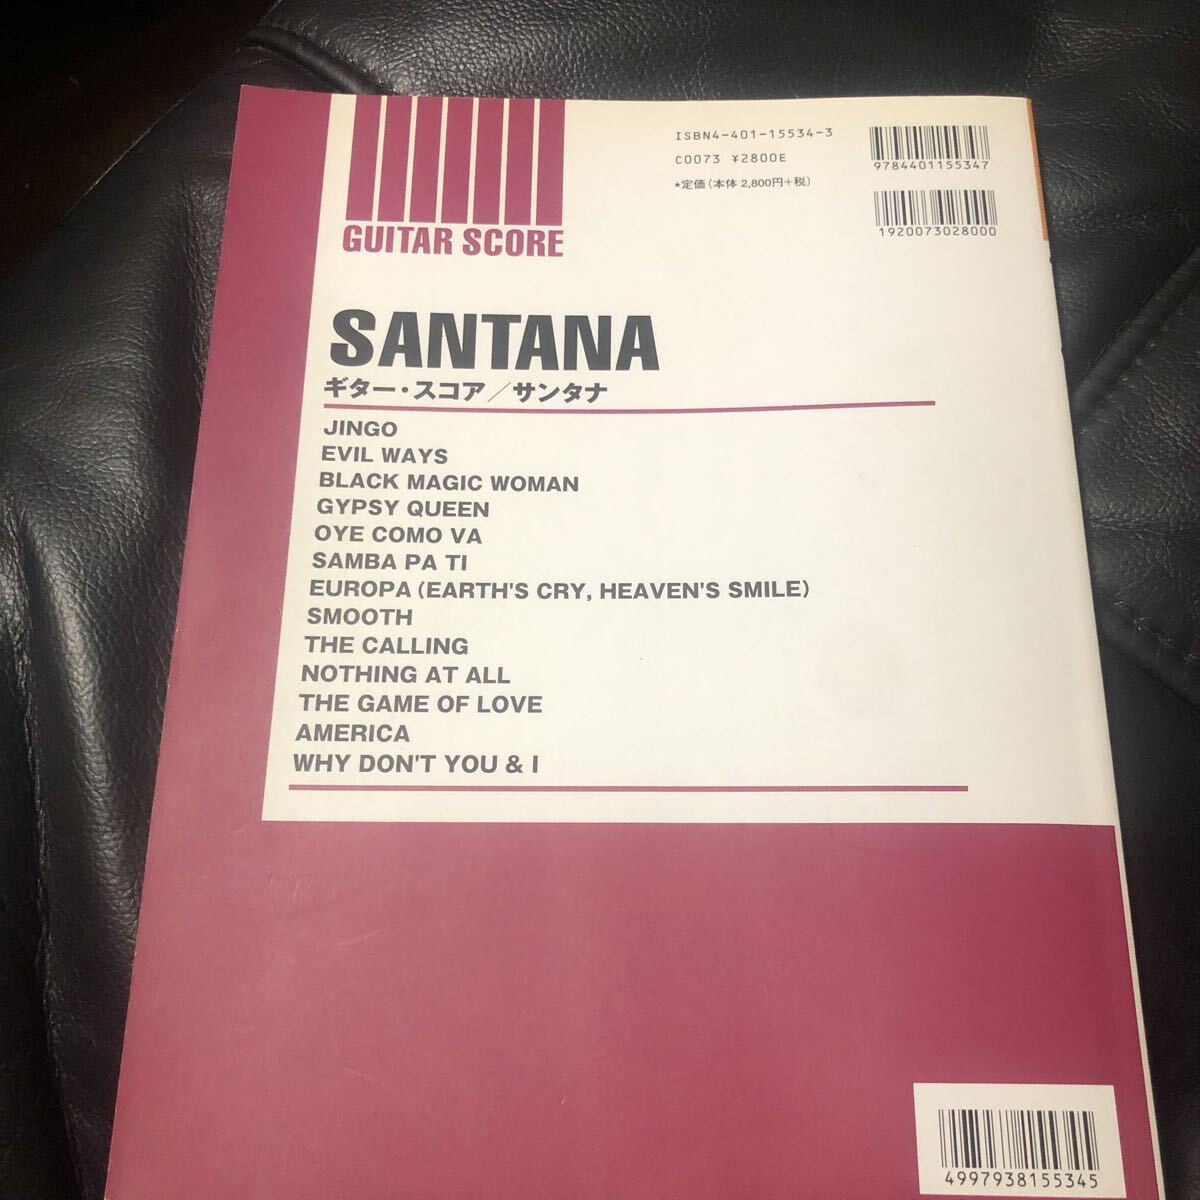 ISBN4-401-15534-3
C0073 ¥2800E
★定価(本体 2,800円+税)
9784401155347
1920073028000
GUITAR SCORE
SANTANA
ギター・スコア／サンタナ
JINGO
EVIL WAYS
BLACK MAGIC WOMAN
GYPSY QUEEN
OYE COMO VA
SAMBA PA TI
EUROPA (EARTH'S CRY, HEAVEN'S SMILE)
SMOOTH
THE CALLING
NOTHING AT ALL
THE GAME OF LOVE
AMERICA
WHY DON'T YOU & I
4997938155345